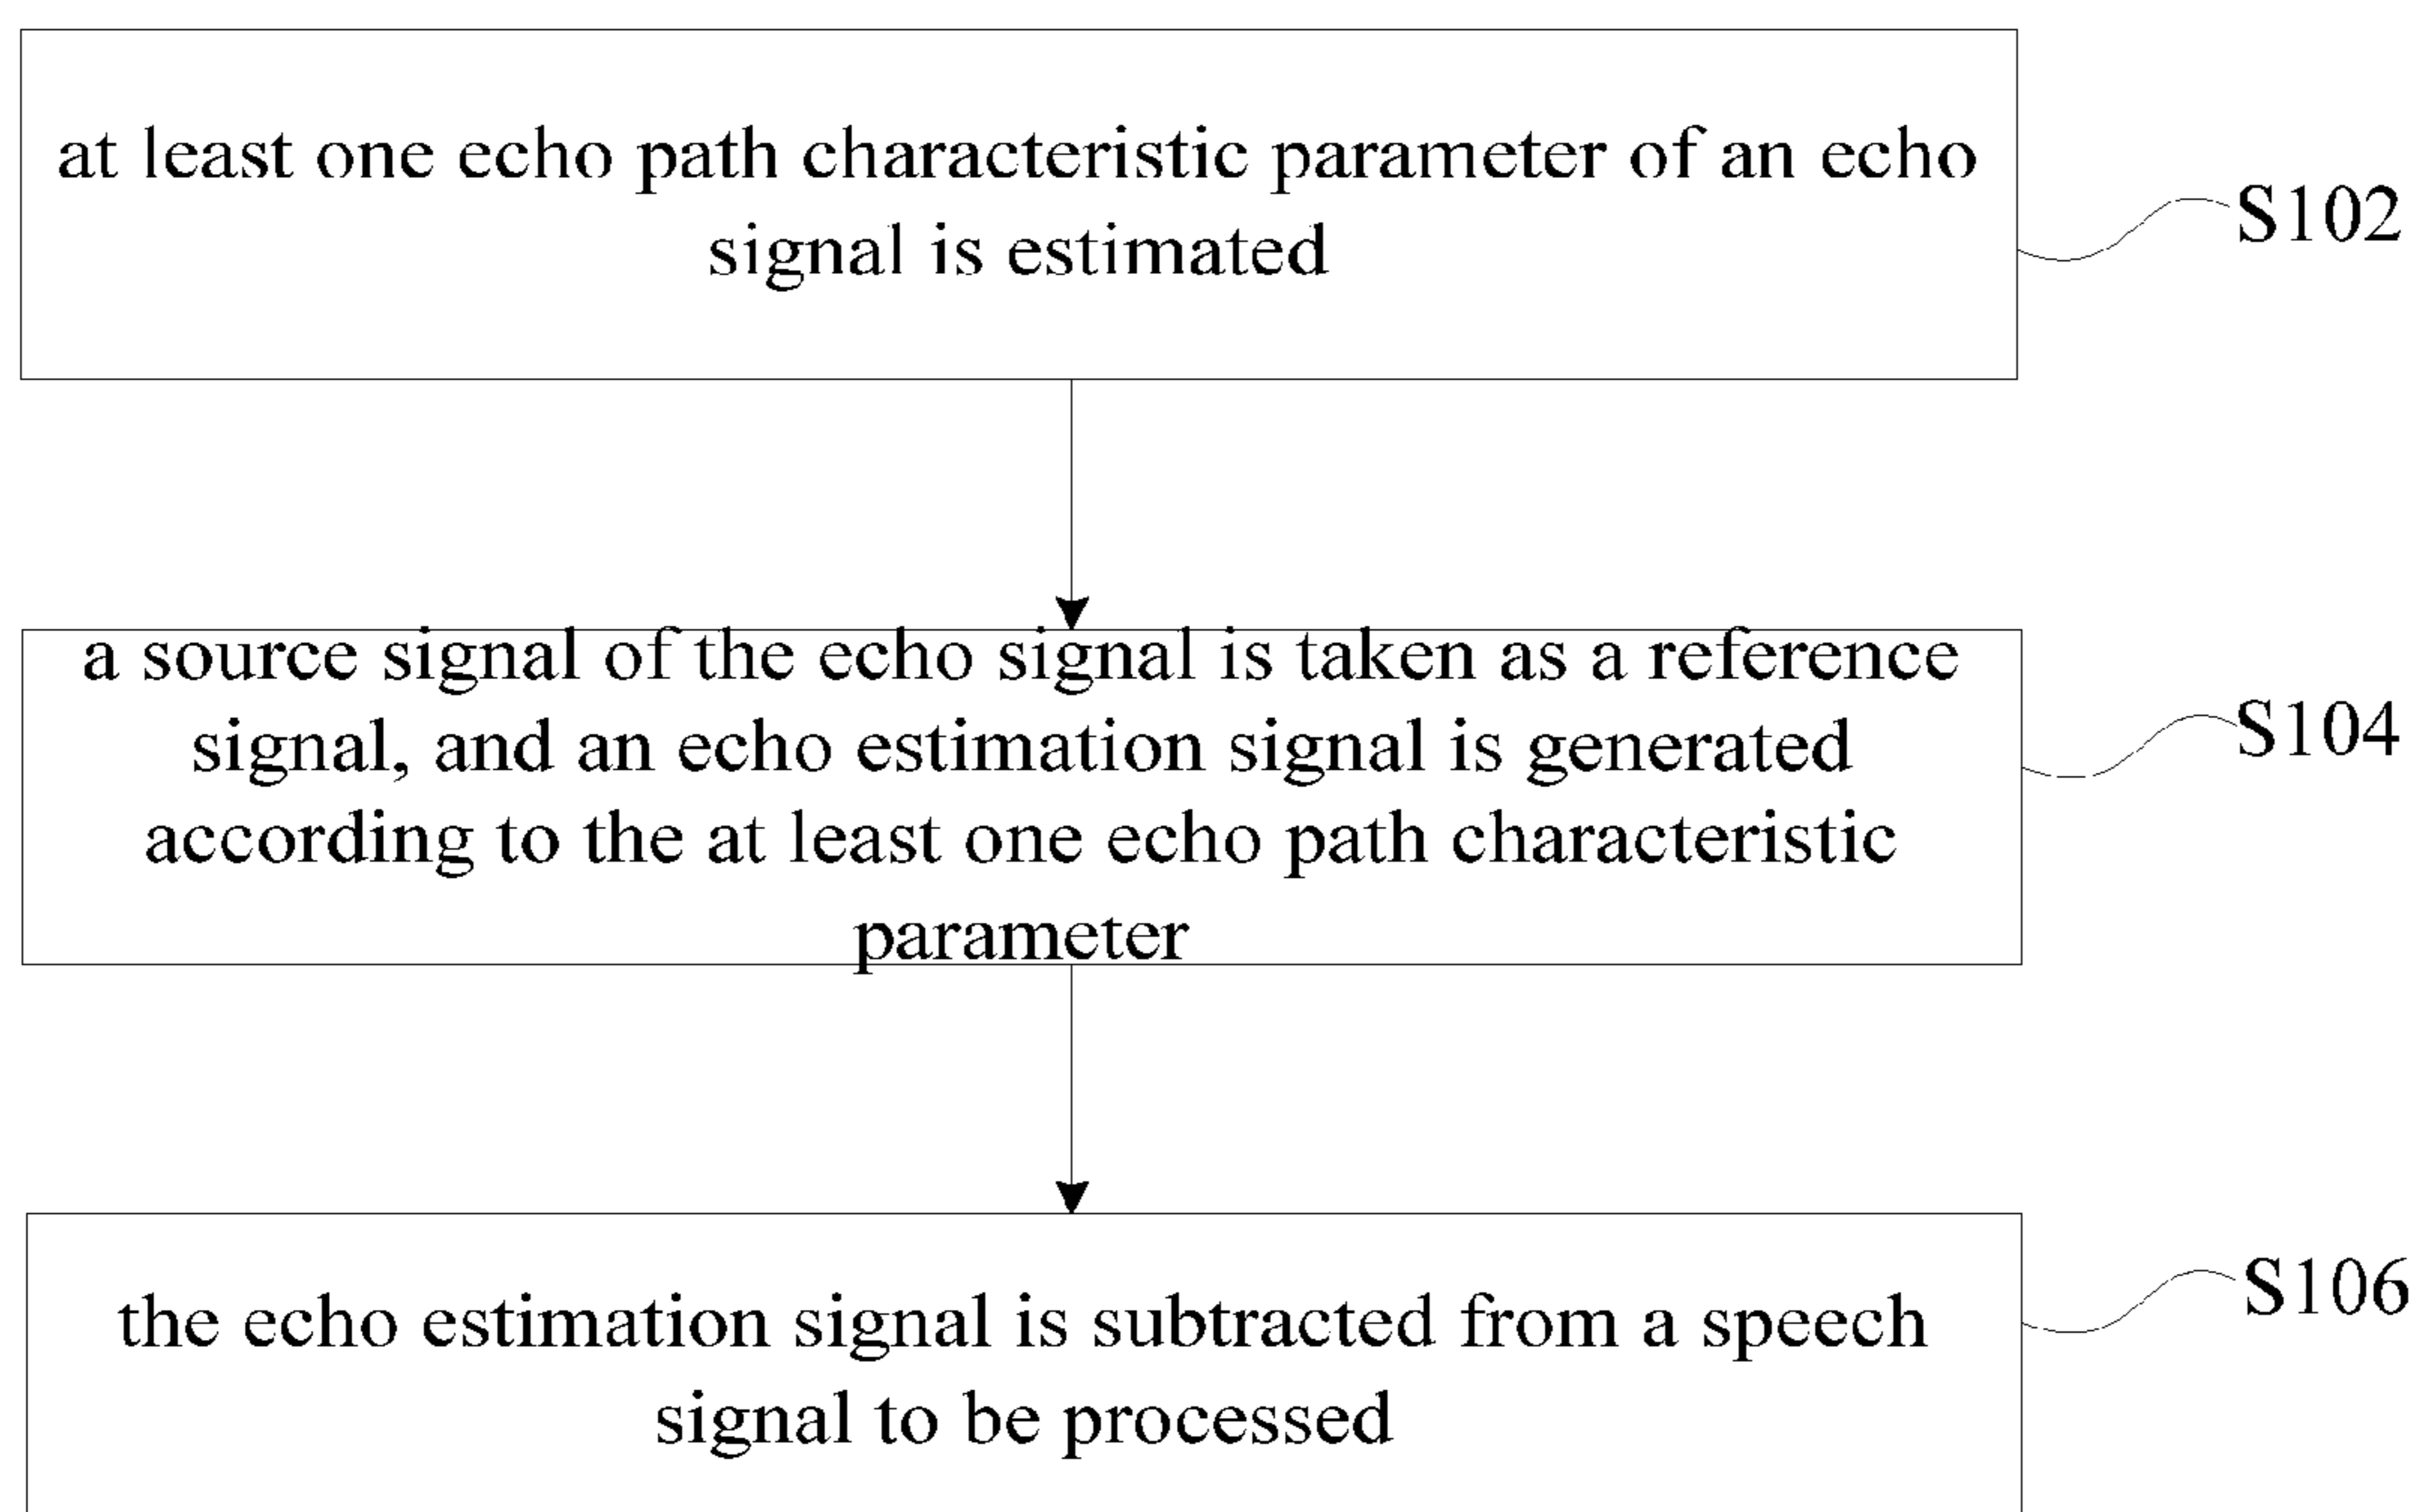 at least one echo path characteristic parameter of an echo
signal is estimated
S102
a source signal of the echo signal is taken as a reference
signal, and an echo estimation signal is generated
according to the at least one echo path characteristic
parameter
S104
the echo estimation signal is subtracted from a speech
signal to be processed
S106